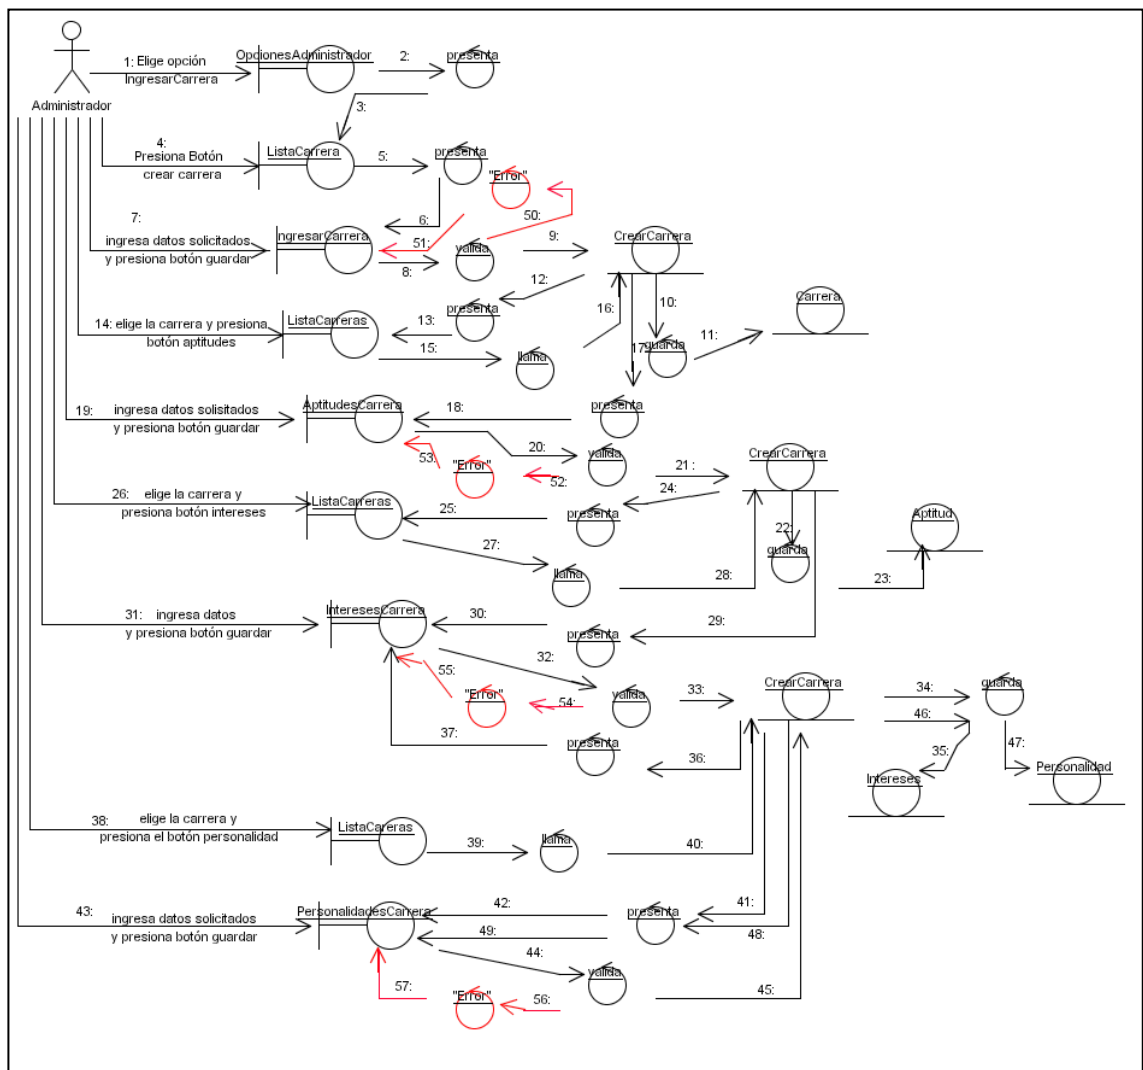 OpcionesAdministrador
2:
presenta
1: Elige opción
IngresarCarrera
Administrador
3:
4:
Presiona Botón
crear carrera
ListaCarrera
5:
presenta
"Error"
7:
ingresa datos solicitados
y presiona botón guardar
IngresarCarrera
6:
51:
50:
8:
valida
9:
CrearCarrera
12:
16:
10:
Carrera
14: elige la carrera y presiona
botón aptitudes
ListaCarreras
13:
presenta
15:
llama
17:
guarda
11:
19:
ingresa datos solisitados
y presiona botón guardar
AptitudesCarrera
18:
presenta
20:
53:
"Error"
52:
valida
21:
CrearCarrera
24:
26:
elige la carrera y
presiona botón intereses
ListaCarreras
25:
presenta
22:
guarda
Aptitud
27:
llama
28:
23:
31:
ingresa datos
y presiona botón guardar
InteresesCarrera
30:
presenta
29:
32:
55:
"Error"
54:
valida
33:
CrearCarrera
34:
46:
guarda
37:
presenta
36:
35:
47:
Intereses
Personalidad
38:
elige la carrera y
presiona el botón personalidad
ListaCareras
39:
llama
40:
43:
ingresa datos solicitados
y presiona botón guardar
PersonalidadesCarrera
42:
49:
presenta
41:
48:
44:
valida
45:
57:
"Error"
56: